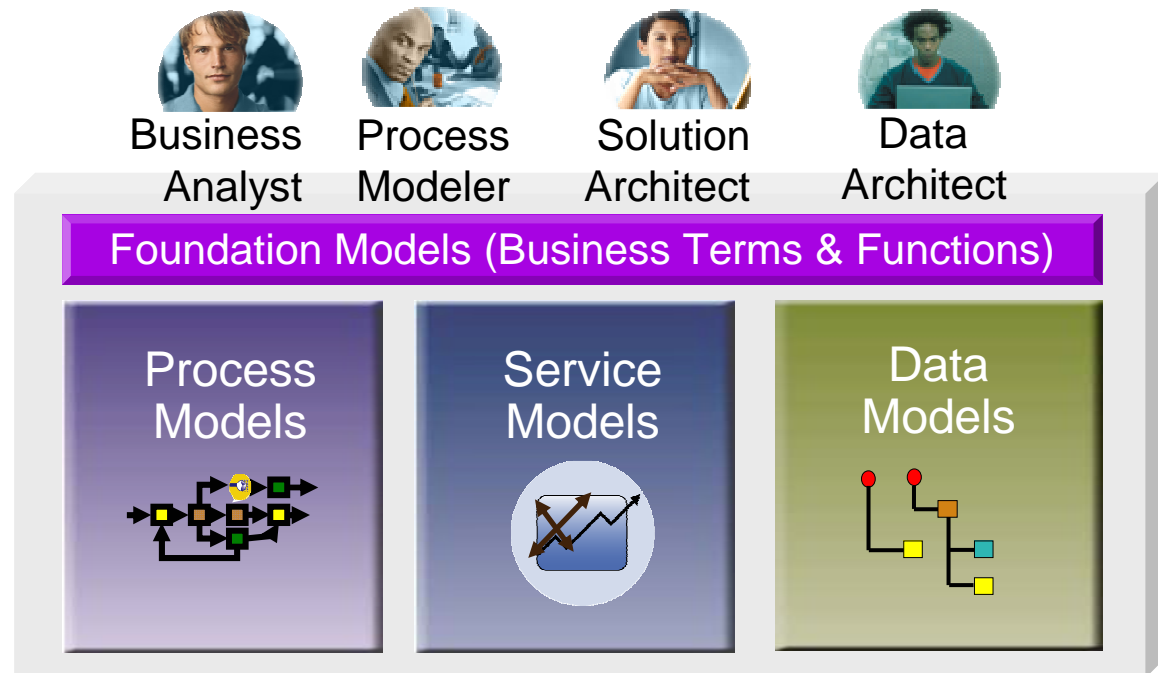 Business
Analyst
Process
Modeler
Solution
Architect
Data
Architect
Foundation Models (Business Terms & Functions)
Process
Models
Service
Models
Data
Models